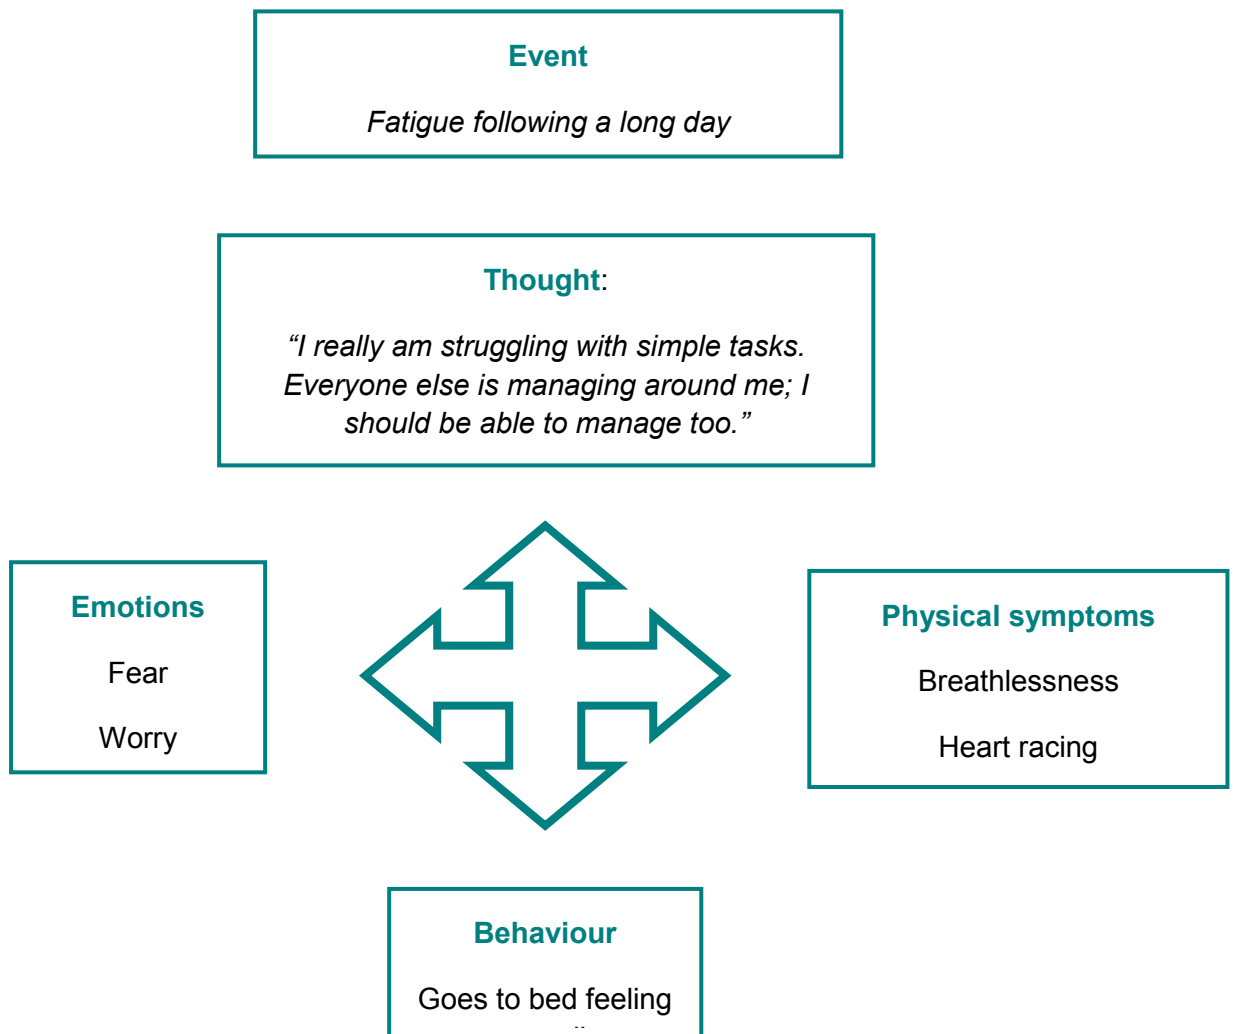 Event
Fatigue following a long day
Thought:
“I really am struggling with simple tasks.
Everyone else is managing around me; I
should be able to manage too.”
Emotions
Fear
Worry
Physical symptoms
Breathlessness
Heart racing
Behaviour
Goes to bed feeling